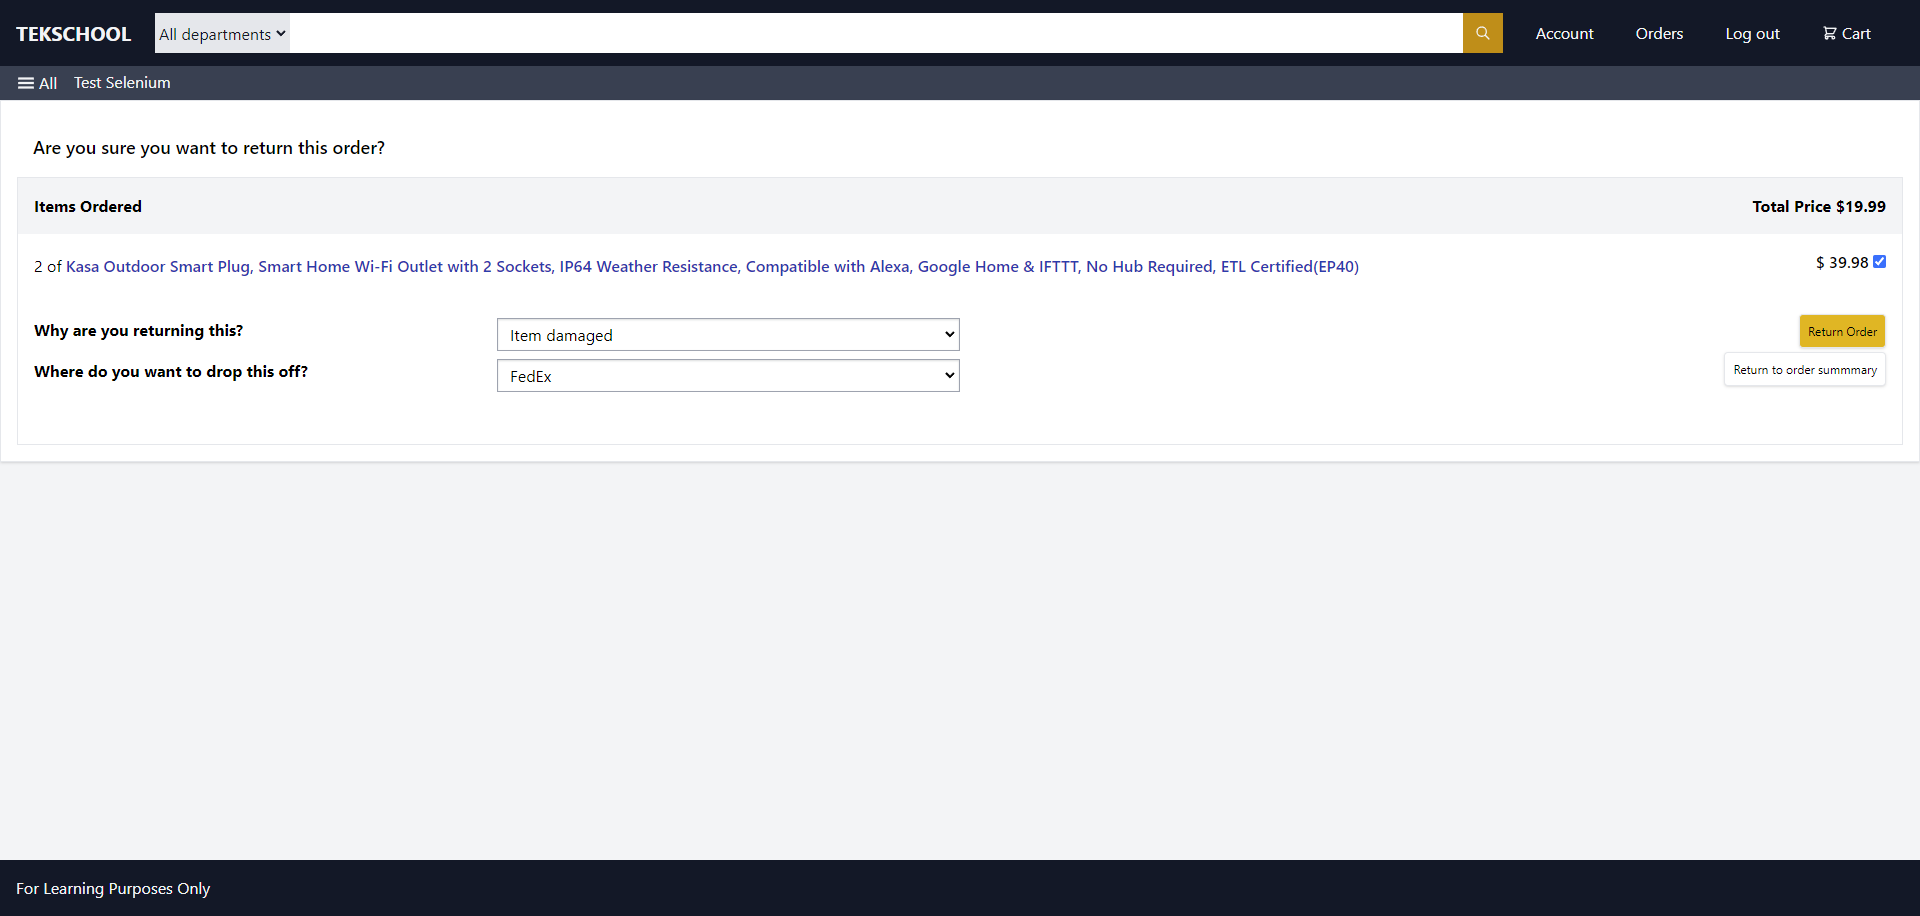 TEKSCHOOL All departments Account Orders Log out Cart
All Test Selenium
Are you sure you want to return this order?
Items Ordered Total Price $19.99
2 of Kasa Outdoor Smart Plug, Smart Home Wi-Fi Outlet with 2 Sockets, IP64 Weather Resistance, Compatible with Alexa, Google Home & IFTTT, No Hub Required, ETL Certified(EP40) $ 39.98
Why are you returning this? Item damaged Return Order
Where do you want to drop this off? FedEx Return to order summmary
For Learning Purposes Only